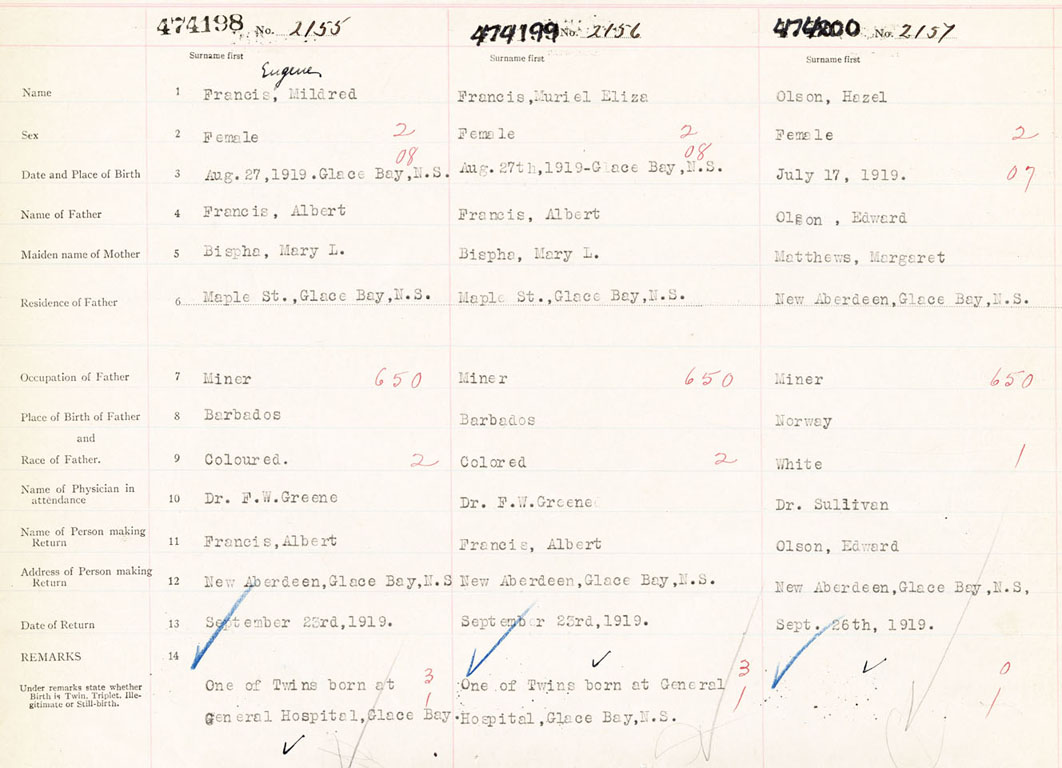 474198 No. 2155 474199 No. 2156 474200 No. 2157
Surname first Surname first Surname first
Eugene
Name 1 Francis, Mildred Francis,Muriel Eliza Olson, Hazel
Sex 2 Female 2 Female 2 Female 2
08 08
Date and Place of Birth 3 Aug.27,1919.Glace Bay,N.S. Aug.27th,1919-Glace Bay,N.S. July 17, 1919. 07
Name of Father 4 Francis, Albert Francis, Albert Olson , Edward
Maiden name of Mother 5 Bispha, Mary L. Bispha, Mary L. Matthews, Margaret
Residence of Father 6 Maple St.,Glace Bay,N.S. Maple St.,Glace Bay,N.S. New Aberdeen,Glace Bay,N.S.
Occupation of Father 7 Miner 650 Miner 650 Miner 650
Place of Birth of Father 8 Barbados Barbados Norway
and
Race of Father. 9 Coloured. 2 Colored 2 White 1
Name of Physician in
attendance 10 Dr. F.W.Greene Dr. F.W.Greene Dr. Sullivan
Name of Person making
Return 11 Francis,Albert Francis, Albert Olson, Edward
Address of Person making
Return 12 New Aberdeen,Glace Bay,N.S New Aberdeen,Glace Bay,N.S. New Aberdeen,Glace Bay,N.S,
Date of Return 13 September 23rd,1919. September 23rd,1919. Sept. 26th, 1919.
REMARKS 14
Under remarks state whether
Birth is Twin, Triplet, Ille-
gitimate or Still-birth.
One of Twins born at 3 One of Twins born at General 3 0
1 1 1
General Hospital,Glace Bay. Hospital,Glace Bay,N.S.